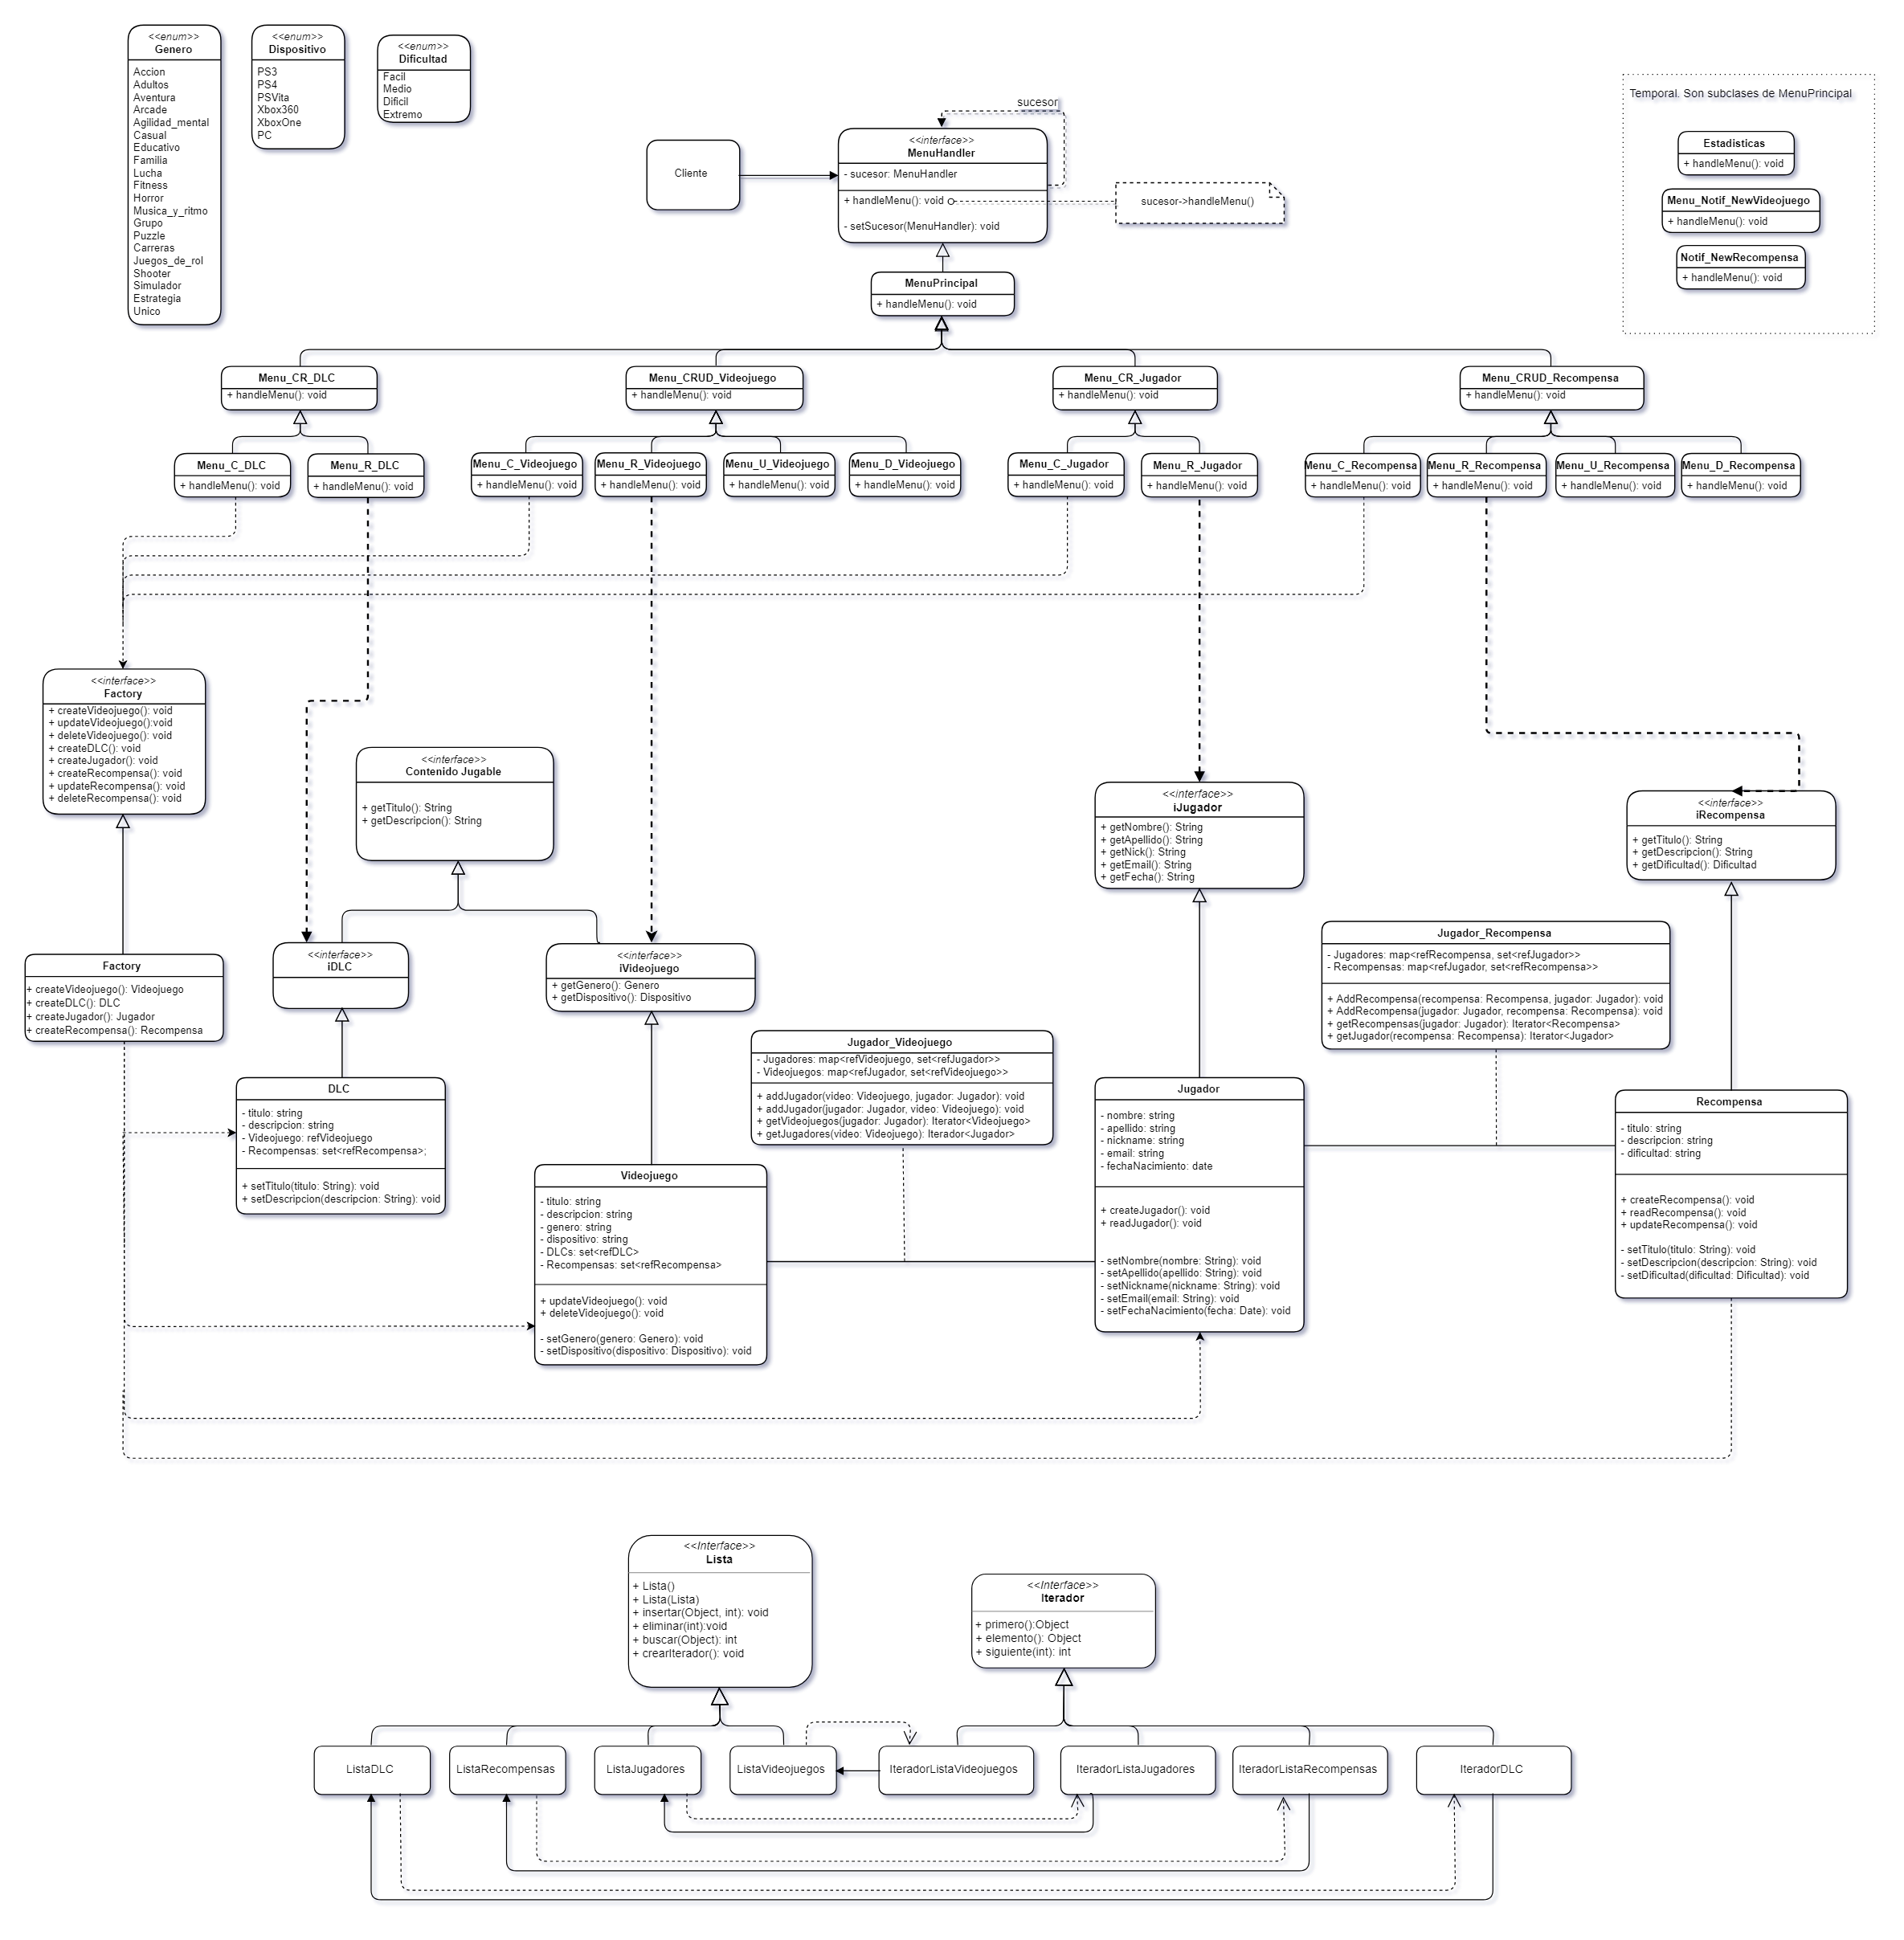 <<enum>>
Genero
Accion
Adultos
Aventura
Arcade
Agilidad_mental
Casual
Educativo
Familia
Lucha
Fitness
Horror
Musica_y_ritmo
Grupo
Puzzle
Carreras
Juegos_de_rol
Shooter
Simulador
Estrategia
Unico
<<enum>>
Dispositivo
PS3
PS4
PSVita
Xbox360
XboxOne
PC
<<enum>>
Dificultad
Facil
Medio
Dificil
Extremo
sucesor
Cliente
<<interface>>
MenuHandler
- sucesor: MenuHandler
+ handleMenu(): void
- setSucesor(MenuHandler): void
sucesor->handleMenu()
Temporal. Son subclases de MenuPrincipal
Estadisticas
+ handleMenu(): void
Menu_Notif_NewVideojuego
+ handleMenu(): void
Notif_NewRecompensa
+ handleMenu(): void
MenuPrincipal
+ handleMenu(): void
Menu_CR_DLC
+ handleMenu(): void
Menu_CRUD_Videojuego
+ handleMenu(): void
Menu_CR_Jugador
+ handleMenu(): void
Menu_CRUD_Recompensa
+ handleMenu(): void
Menu_C_DLC
+ handleMenu(): void
Menu_R_DLC
+ handleMenu(): void
Menu_C_Videojuego
+ handleMenu(): void
Menu_R_Videojuego
+ handleMenu(): void
Menu_U_Videojuego
+ handleMenu(): void
Menu_D_Videojuego
+ handleMenu(): void
Menu_C_Jugador
+ handleMenu(): void
Menu_R_Jugador
+ handleMenu(): void
Menu_C_Recompensa
+ handleMenu(): void
Menu_R_Recompensa
+ handleMenu(): void
Menu_U_Recompensa
+ handleMenu(): void
Menu_D_Recompensa
+ handleMenu(): void
<<interface>>
Factory
+ createVideojuego(): void
+ updateVideojuego():void
+ deleteVideojuego(): void
+ createDLC(): void
+ createJugador(): void
+ createRecompensa(): void
+ updateRecompensa(): void
+ deleteRecompensa(): void
<<interface>>
Contenido Jugable
+ getTitulo(): String
+ getDescripcion(): String
<<interface>>
iJugador
+ getNombre(): String
+ getApellido(): String
+ getNick(): String
+ getEmail(): String
+ getFecha(): String
<<interface>>
iRecompensa
+ getTitulo(): String
+ getDescripcion(): String
+ getDificultad(): Dificultad
Factory
+ createVideojuego(): Videojuego
+ createDLC(): DLC
+ createJugador(): Jugador
+ createRecompensa(): Recompensa
<<interface>>
iDLC
<<interface>>
iVideojuego
+ getGenero(): Genero
+ getDispositivo(): Dispositivo
Jugador_Recompensa
- Jugadores: map<refRecompensa, set<refJugador>>
- Recompensas: map<refJugador, set<refRecompensa>>
+ AddRecompensa(recompensa: Recompensa, jugador: Jugador): void
+ AddRecompensa(jugador: Jugador, recompensa: Recompensa): void
+ getRecompensas(jugador: Jugador): Iterator<Recompensa>
+ getJugador(recompensa: Recompensa): Iterator<Jugador>
Jugador_Videojuego
- Jugadores: map<refVideojuego, set<refJugador>>
- Videojuegos: map<refJugador, set<refVideojuego>>
+ addJugador(video: Videojuego, jugador: Jugador): void
+ addJugador(jugador: Jugador, video: Videojuego): void
+ getVideojuegos(jugador: Jugador): Iterator<Videojuego>
+ getJugadores(video: Videojuego): Iterador<Jugador>
DLC
- titulo: string
- descripcion: string
- Videojuego: refVideojuego
- Recompensas: set<refRecompensa>;
+ setTitulo(titulo: String): void
+ setDescripcion(descripcion: String): void
Videojuego
- titulo: string
- descripcion: string
- genero: string
- dispositivo: string
- DLCs: set<refDLC>
- Recompensas: set<refRecompensa>
+ updateVideojuego(): void
+ deleteVideojuego(): void
- setGenero(genero: Genero): void
- setDispositivo(dispositivo: Dispositivo): void
Jugador
- nombre: string
- apellido: string
- nickname: string
- email: string
- fechaNacimiento: date
+ createJugador(): void
+ readJugador(): void
- setNombre(nombre: String): void
- setApellido(apellido: String): void
- setNickname(nickname: String): void
- setEmail(email: String): void
- setFechaNacimiento(fecha: Date): void
Recompensa
- titulo: string
- descripcion: string
- dificultad: string
+ createRecompensa(): void
+ readRecompensa(): void
+ updateRecompensa(): void
- setTitulo(titulo: String): void
- setDescripcion(descripcion: String): void
- setDificultad(dificultad: Dificultad): void
<<Interface>>
Lista
+ Lista()
+ Lista(Lista)
+ insertar(Object, int): void
+ eliminar(int):void
+ buscar(Object): int
+ crearIterador(): void
<<Interface>>
Iterador
+ primero():Object
+ elemento(): Object
+ siguiente(int): int
ListaDLC
ListaRecompensas
ListaJugadores
ListaVideojuegos
IteradorListaVideojuegos
IteradorListaJugadores
IteradorListaRecompensas
IteradorDLC